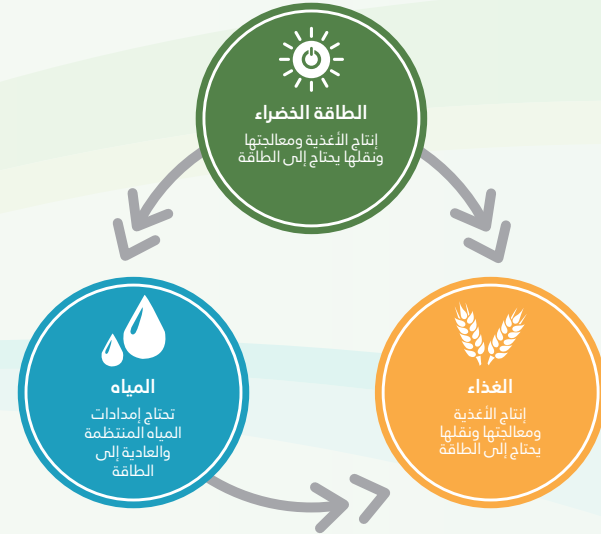 الطاقة الخضراء
إنتاج الأغذية ومعالجتها
ونقلها يحتاج إلى الطاقة
الغذاء
إنتاج الأغذية
ومعالجتها ونقلها
يحتاج إلى الطاقة
المياه
تحتاج إمدادات
المياه المنتظمة
والعادية إلى
الطاقة